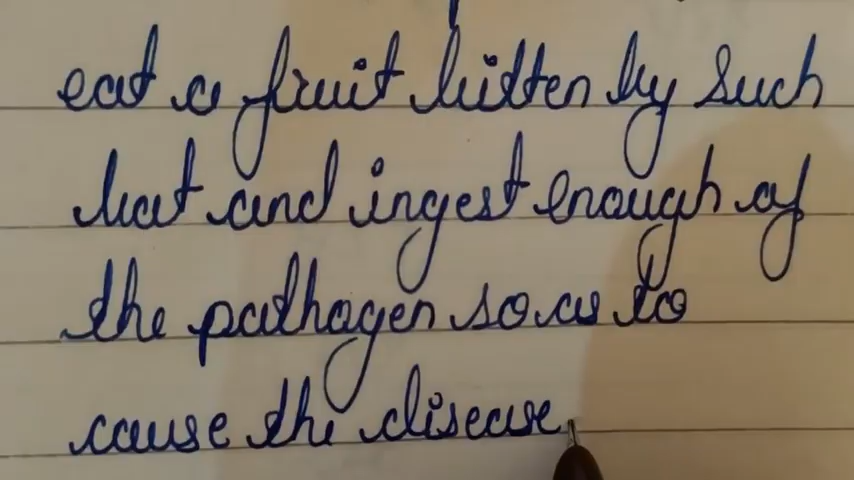 eat a fruit bitten by such
bat and ingest enough of
the pathogen so as to
cause the disease